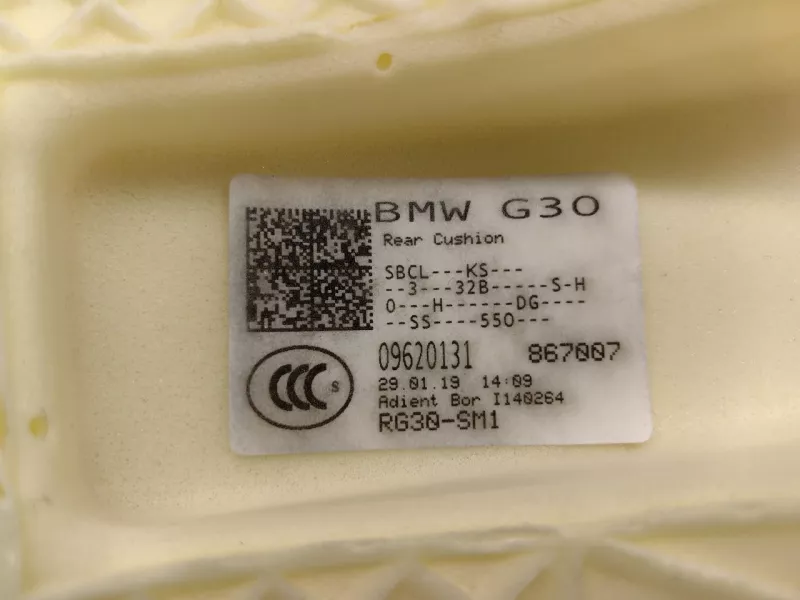 BMW G30
Rear Cushion
SBCL---KS---
--3---32B-----S-H
0---H------DG----
--SS----550---
09620131 867007
29.01.19 14:09
Adient Bor I140264
RG30-SM1
CCC S